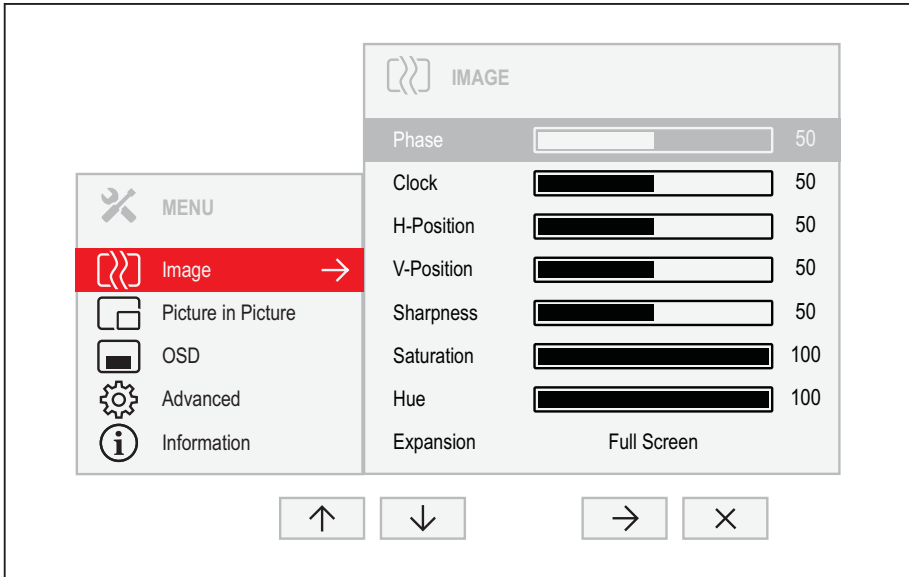 IMAGE
Phase 50
Clock 50
H-Position 50
V-Position 50
Sharpness 50
Saturation 100
Hue 100
Expansion Full Screen
MENU
Image
Picture in Picture
OSD
Advanced
Information